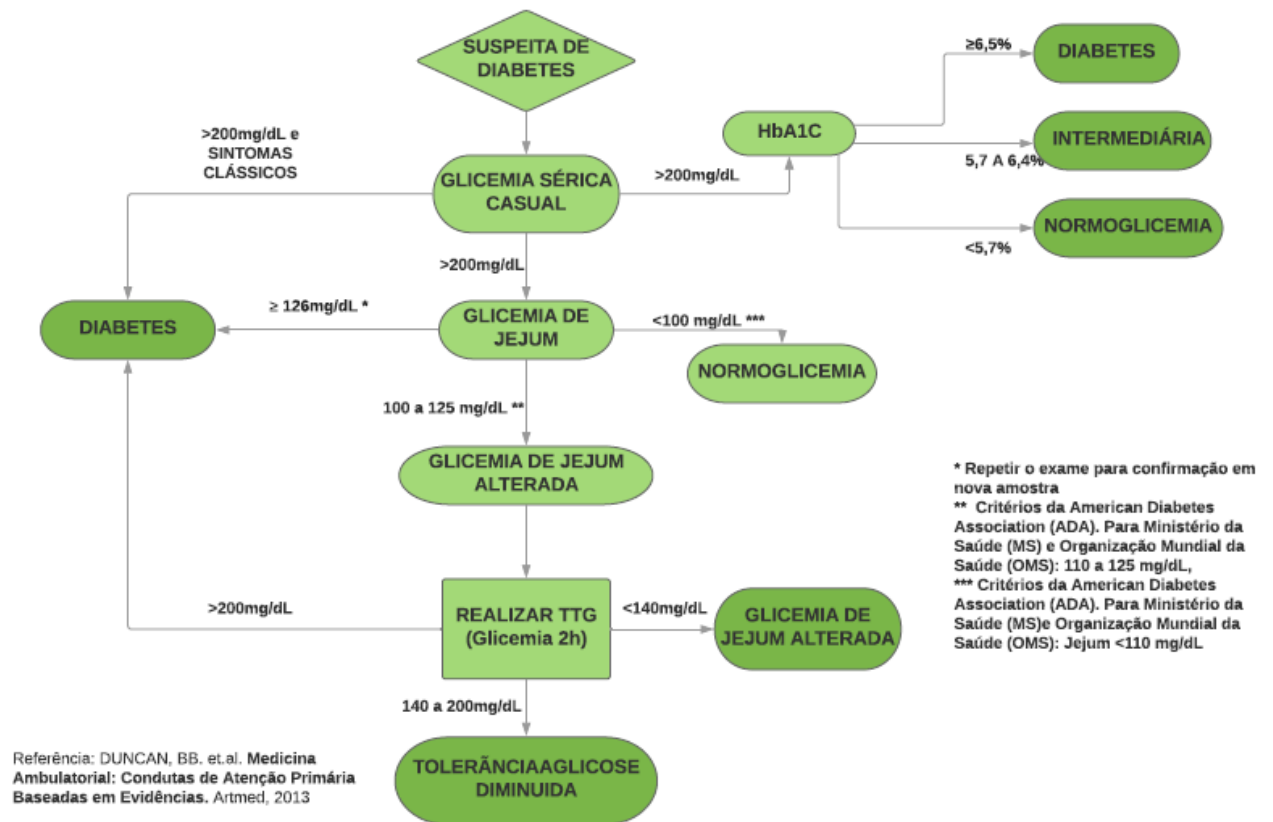 SUSPEITA DE
DIABETES
≥6,5%
DIABETES
HbA1C
INTERMEDIÁRIA
5,7 A 6,4%
NORMOGLICEMIA
<5,7%
>200mg/dL e
SINTOMAS
CLÁSSICOS
GLICEMIA SÉRICA
CASUAL
>200mg/dL
>200mg/dL
DIABETES
≥ 126mg/dL *
GLICEMIA DE
JEJUM
<100 mg/dL ***
NORMOGLICEMIA
100 a 125 mg/dL **
GLICEMIA DE JEJUM
ALTERADA
* Repetir o exame para confirmação em
nova amostra
** Critérios da American Diabetes
Association (ADA). Para Ministério da
Saúde (MS) e Organização Mundial da
Saúde (OMS): 110 a 125 mg/dL,
*** Critérios da American Diabetes
Association (ADA). Para Ministério da
Saúde (MS)e Organização Mundial da
Saúde (OMS): Jejum <110 mg/dL
>200mg/dL
REALIZAR TTG
(Glicemia 2h)
<140mg/dL
GLICEMIA DE
JEJUM ALTERADA
140 a 200mg/dL
TOLERÃNCIAAGLICOSE
DIMINUIDA
Referência: DUNCAN, BB. et.al. Medicina
Ambulatorial: Condutas de Atenção Primária
Baseadas em Evidências. Artmed, 2013